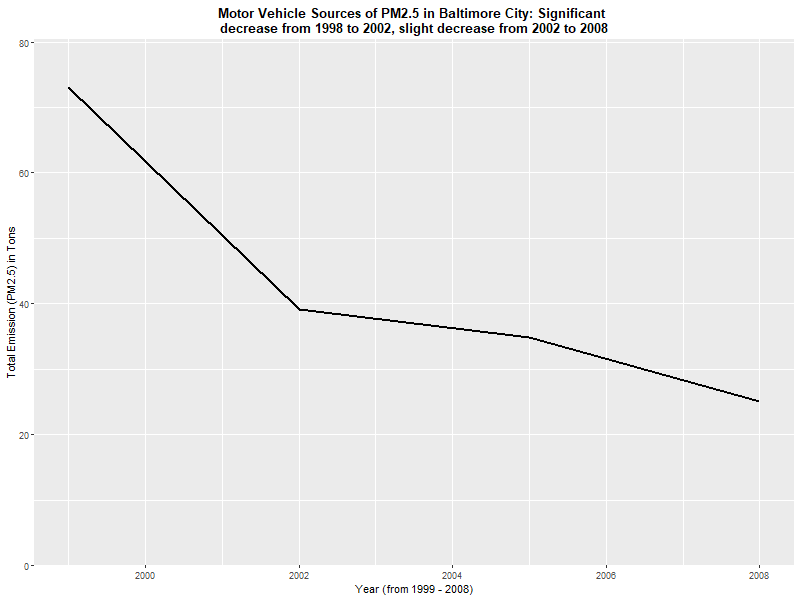 Motor Vehicle Sources of PM2.5 in Baltimore City: Significant
decrease from 1998 to 2002, slight decrease from 2002 to 2008
Total Emission (PM2.5) in Tons
80
60
40
20
0
2000 2002 2004 2006 2008
Year (from 1999 - 2008)